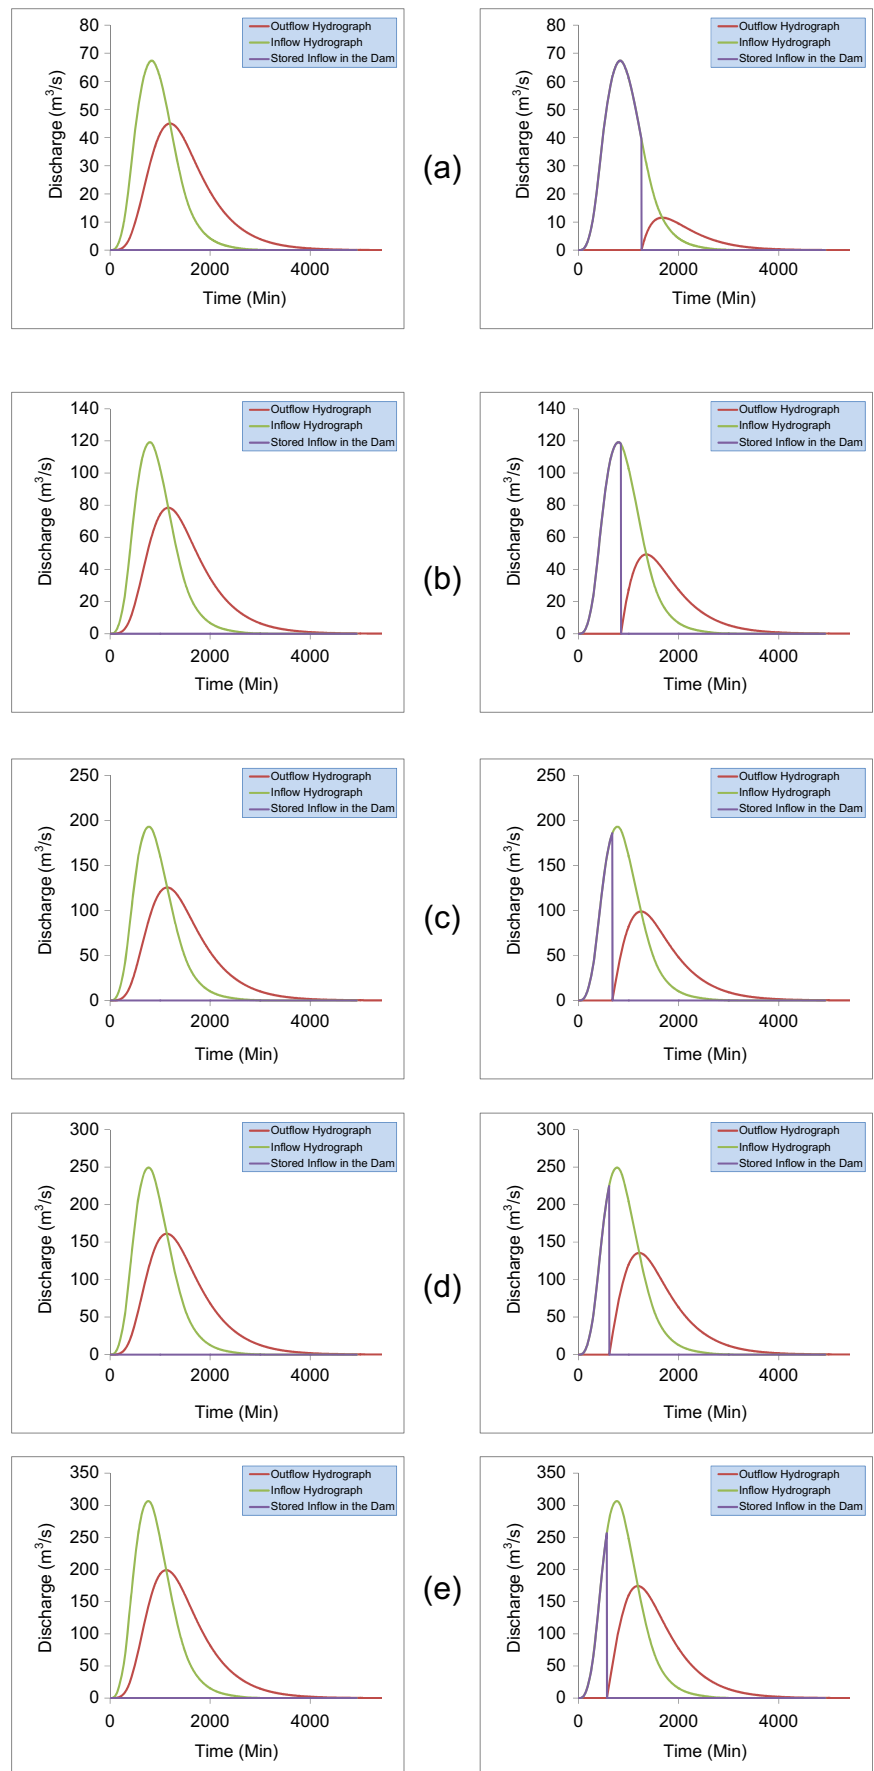 80
70
60
50
40
30
20
10
0
Discharge (m³/s)
Outflow Hydrograph
Inflow Hydrograph
Stored Inflow in the Dam
0 2000 4000
Time (Min)
(a)
80
70
60
50
40
30
20
10
0
Discharge (m³/s)
Outflow Hydrograph
Inflow Hydrograph
Stored Inflow in the Dam
0 2000 4000
Time (Min)
140
120
100
80
60
40
20
0
Discharge (m³/s)
Outflow Hydrograph
Inflow Hydrograph
Stored Inflow in the Dam
0 2000 4000
Time (Min)
(b)
140
120
100
80
60
40
20
0
Discharge (m³/s)
Outflow Hydrograph
Inflow Hydrograph
Stored Inflow in the Dam
0 2000 4000
Time (Min)
250
200
150
100
50
0
Discharge (m³/s)
Outflow Hydrograph
Inflow Hydrograph
Stored Inflow in the Dam
0 2000 4000
Time (Min)
(c)
250
200
150
100
50
0
Discharge (m³/s)
Outflow Hydrograph
Inflow Hydrograph
Stored Inflow in the Dam
0 2000 4000
Time (Min)
300
250
200
150
100
50
0
Discharge (m³/s)
Outflow Hydrograph
Inflow Hydrograph
Stored Inflow in the Dam
0 2000 4000
Time (Min)
(d)
300
250
200
150
100
50
0
Discharge (m³/s)
Outflow Hydrograph
Inflow Hydrograph
Stored Inflow in the Dam
0 2000 4000
Time (Min)
350
300
250
200
150
100
50
0
Discharge (m³/s)
Outflow Hydrograph
Inflow Hydrograph
Stored Inflow in the Dam
0 2000 4000
Time (Min)
(e)
350
300
250
200
150
100
50
0
Discharge (m³/s)
Outflow Hydrograph
Inflow Hydrograph
Stored Inflow in the Dam
0 2000 4000
Time (Min)